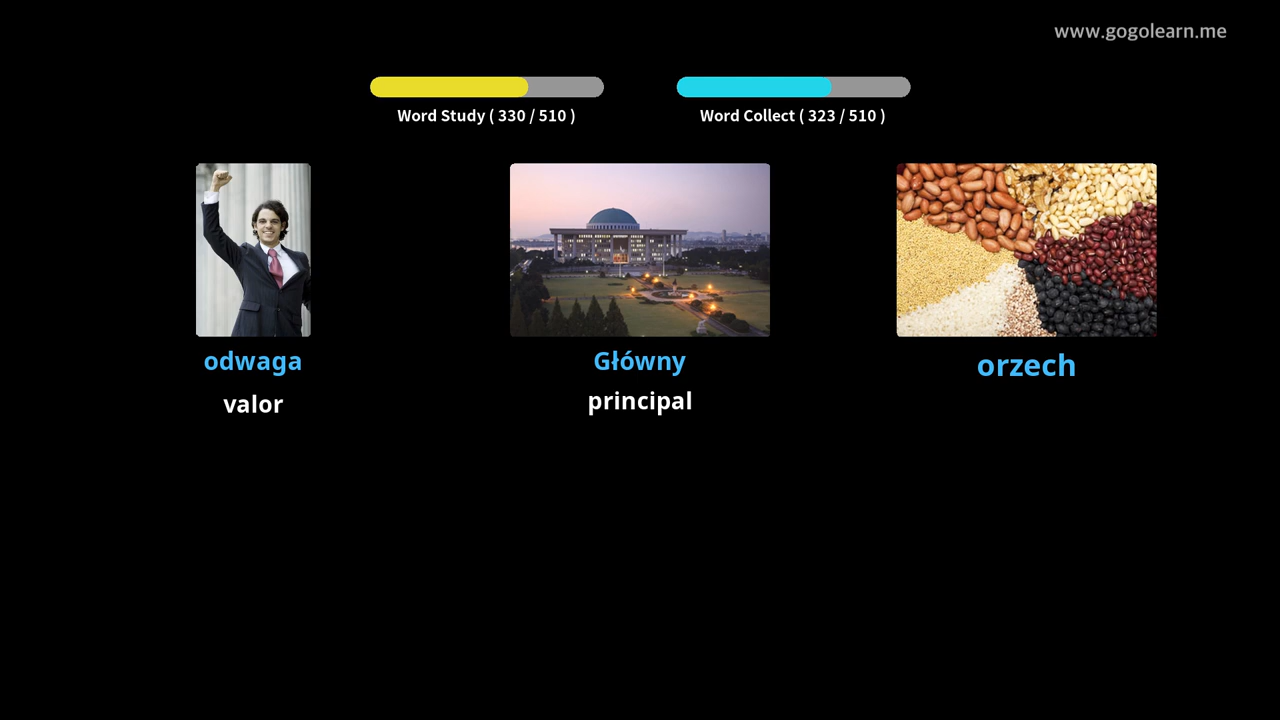 www.gogolearn.me
Word Study ( 330 / 510 )
Word Collect ( 323 / 510 )
odwaga
valor
Główny
principal
orzech